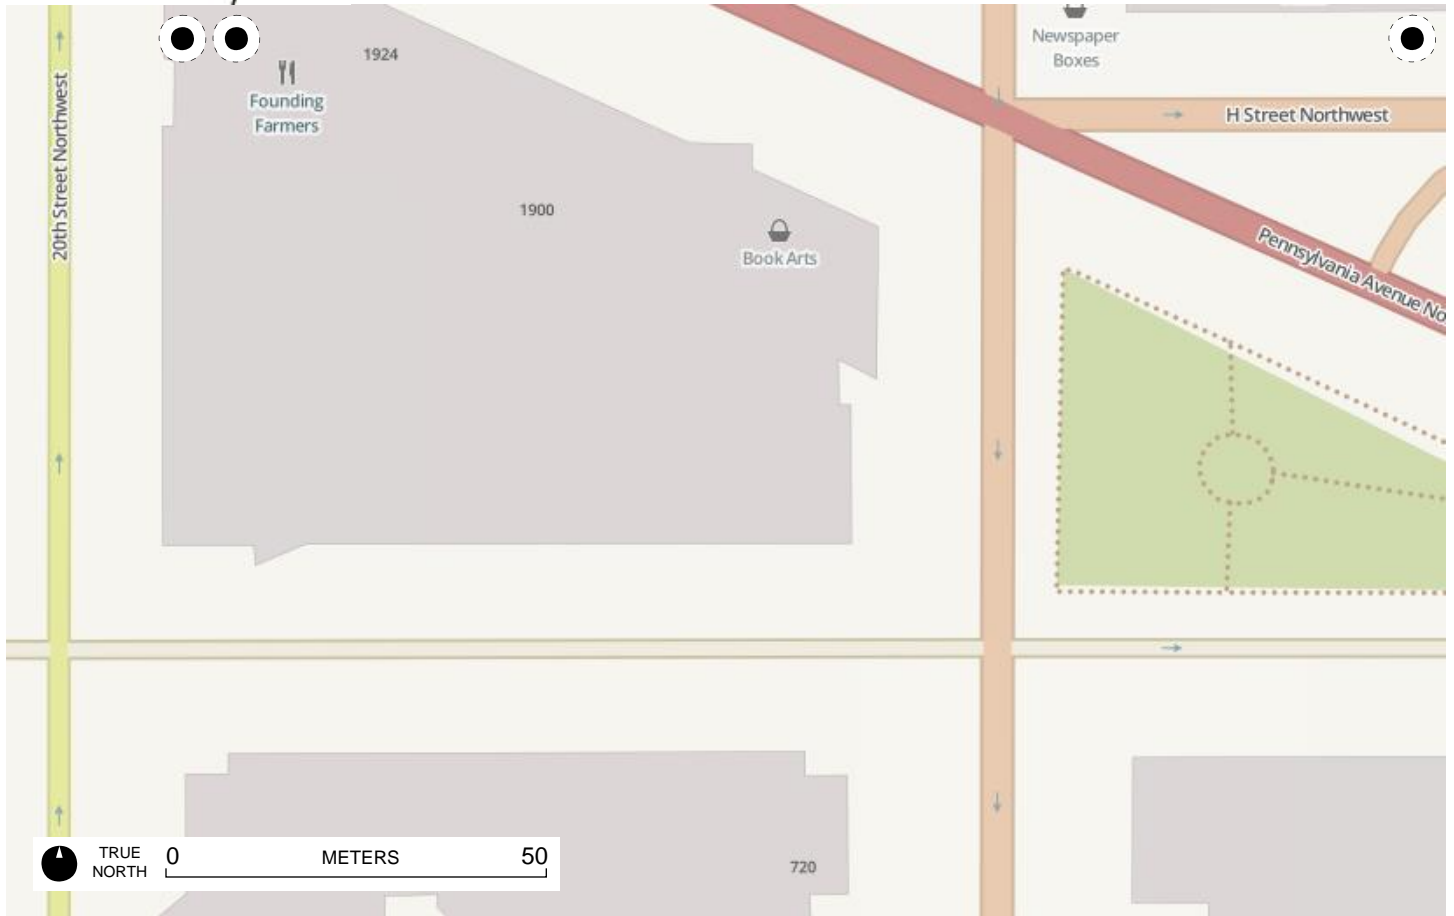 1924
Newspaper
Boxes
Founding
Farmers
H Street Northwest
20th Street Northwest
1900
Book Arts
Pennsylvania Avenue No
TRUE
NORTH
0
METERS
50
720